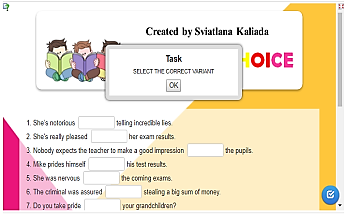 Created by Sviatlana Kaliada
HOICE
Task
SELECT THE CORRECT VARIANT
OK
1. She's notorious telling incredible lies.
2. She's really pleased her exam results.
3. Nobody expects the teacher to make a good impression the pupils.
4. Mike prides himself his test results.
5. She was nervous the coming exams.
6. The criminal was assured stealing a big sum of money.
7. Do you take pride your grandchildren?